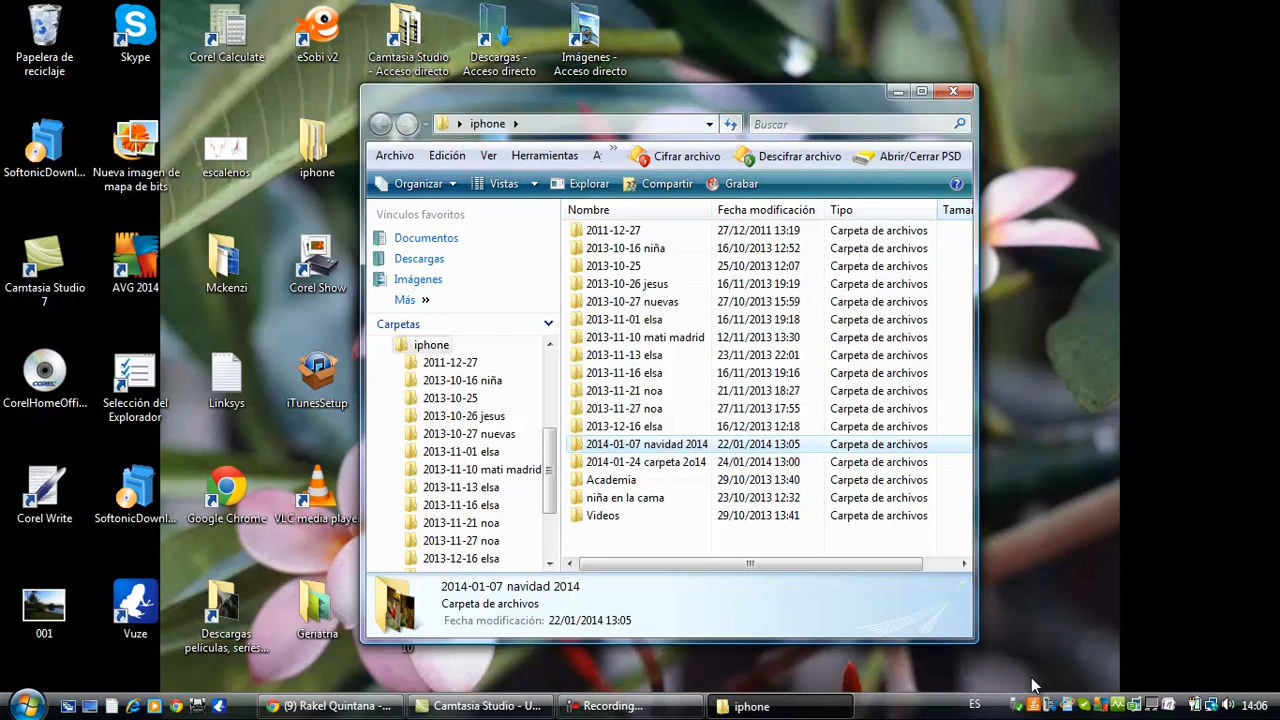 Papelera de
reciclaje
Skype
Corel Calculate
eSobi v2
Camtasia Studio
- Acceso directo
Descargas -
Acceso directo
Imágenes -
Acceso directo
SoftonicDownl...
Nueva imagen de
mapa de bits
escalenos
iphone
Camtasia Studio
7
AVG 2014
Mckenzi
Corel Show
CorelHomeOffi...
Selección del
Explorador
Linksys
iTunesSetup
Corel Write
SoftonicDownl...
Google Chrome
VLC media player
001
Vuze
Descargas
películas, series...
Geriatria
10
iphone
Buscar
Archivo Edición Ver Herramientas A » Cifrar archivo Descifrar archivo Abrir/Cerrar PSD
Organizar Vistas Explorar Compartir Grabar
Vínculos favoritos
Documentos
Descargas
Imágenes
Más »
Carpetas
iphone
2011-12-27
2013-10-16 niña
2013-10-25
2013-10-26 jesus
2013-10-27 nuevas
2013-11-01 elsa
2013-11-10 mati madrid
2013-11-13 elsa
2013-11-16 elsa
2013-11-21 noa
2013-11-27 noa
2013-12-16 elsa
Nombre Fecha modificación Tipo Tamaí
2011-12-27 27/12/2011 13:19 Carpeta de archivos
2013-10-16 niña 16/10/2013 12:52 Carpeta de archivos
2013-10-25 25/10/2013 12:07 Carpeta de archivos
2013-10-26 jesus 16/11/2013 19:19 Carpeta de archivos
2013-10-27 nuevas 27/10/2013 15:59 Carpeta de archivos
2013-11-01 elsa 16/11/2013 19:18 Carpeta de archivos
2013-11-10 mati madrid 12/11/2013 13:30 Carpeta de archivos
2013-11-13 elsa 23/11/2013 22:01 Carpeta de archivos
2013-11-16 elsa 16/11/2013 19:16 Carpeta de archivos
2013-11-21 noa 21/11/2013 18:27 Carpeta de archivos
2013-11-27 noa 27/11/2013 17:55 Carpeta de archivos
2013-12-16 elsa 16/12/2013 12:18 Carpeta de archivos
2014-01-07 navidad 2014 22/01/2014 13:05 Carpeta de archivos
2014-01-24 carpeta 2o14 24/01/2014 13:00 Carpeta de archivos
Academia 29/10/2013 13:40 Carpeta de archivos
niña en la cama 23/10/2013 12:32 Carpeta de archivos
Videos 29/10/2013 13:41 Carpeta de archivos
2014-01-07 navidad 2014
Carpeta de archivos
Fecha modificación: 22/01/2014 13:05
(9) Rakel Quintana -...
Camtasia Studio - U...
Recording...
iphone
ES
14:06